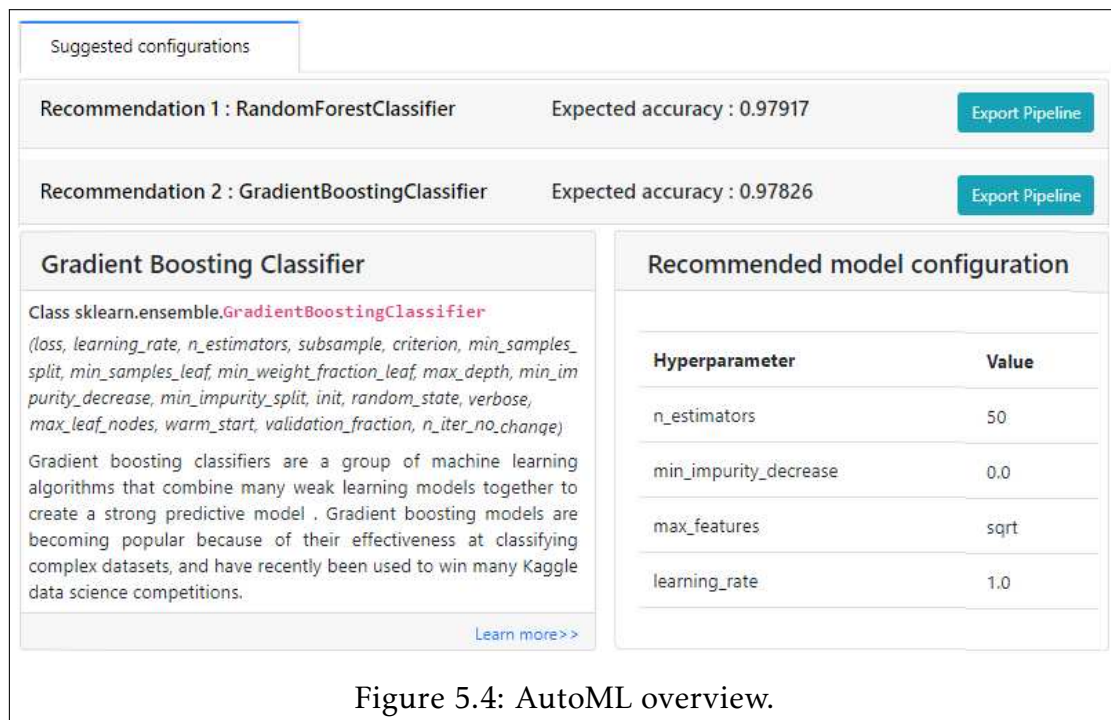 Suggested configurations
Recommendation 1 : RandomForestClassifier Expected accuracy : 0.97917 Export Pipeline
Recommendation 2 : GradientBoostingClassifier Expected accuracy : 0.97826 Export Pipeline
Gradient Boosting Classifier
Class sklearn.ensemble.GradientBoostingClassifier
(loss, learning_rate, n_estimators, subsample, criterion, min_samples_
split, min_samples_leaf, min_weight_fraction_leaf, max_depth, min_im
purity_decrease, min_impurity_split, init, random_state, verbose,
max_leaf_nodes, warm_start, validation_fraction, n_iter_no_change)
Gradient boosting classifiers are a group of machine learning
algorithms that combine many weak learning models together to
create a strong predictive model . Gradient boosting models are
becoming popular because of their effectiveness at classifying
complex datasets, and have recently been used to win many Kaggle
data science competitions.
Learn more>>
Recommended model configuration
Hyperparameter Value
n_estimators 50
min_impurity_decrease 0.0
max_features sqrt
learning_rate 1.0
Figure 5.4: AutoML overview.